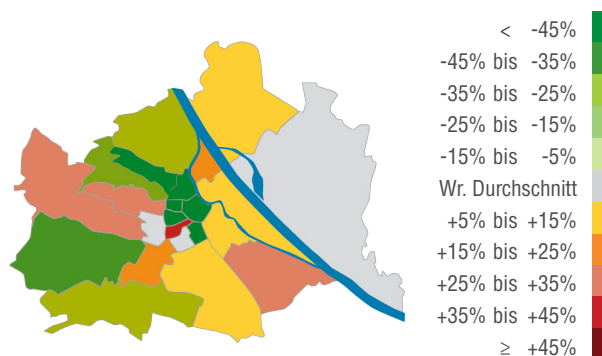 < -45%
-45% bis -35%
-35% bis -25%
-25% bis -15%
-15% bis -5%
Wr. Durchschnitt
+5% bis +15%
+15% bis +25%
+25% bis +35%
+35% bis +45%
≥ +45%